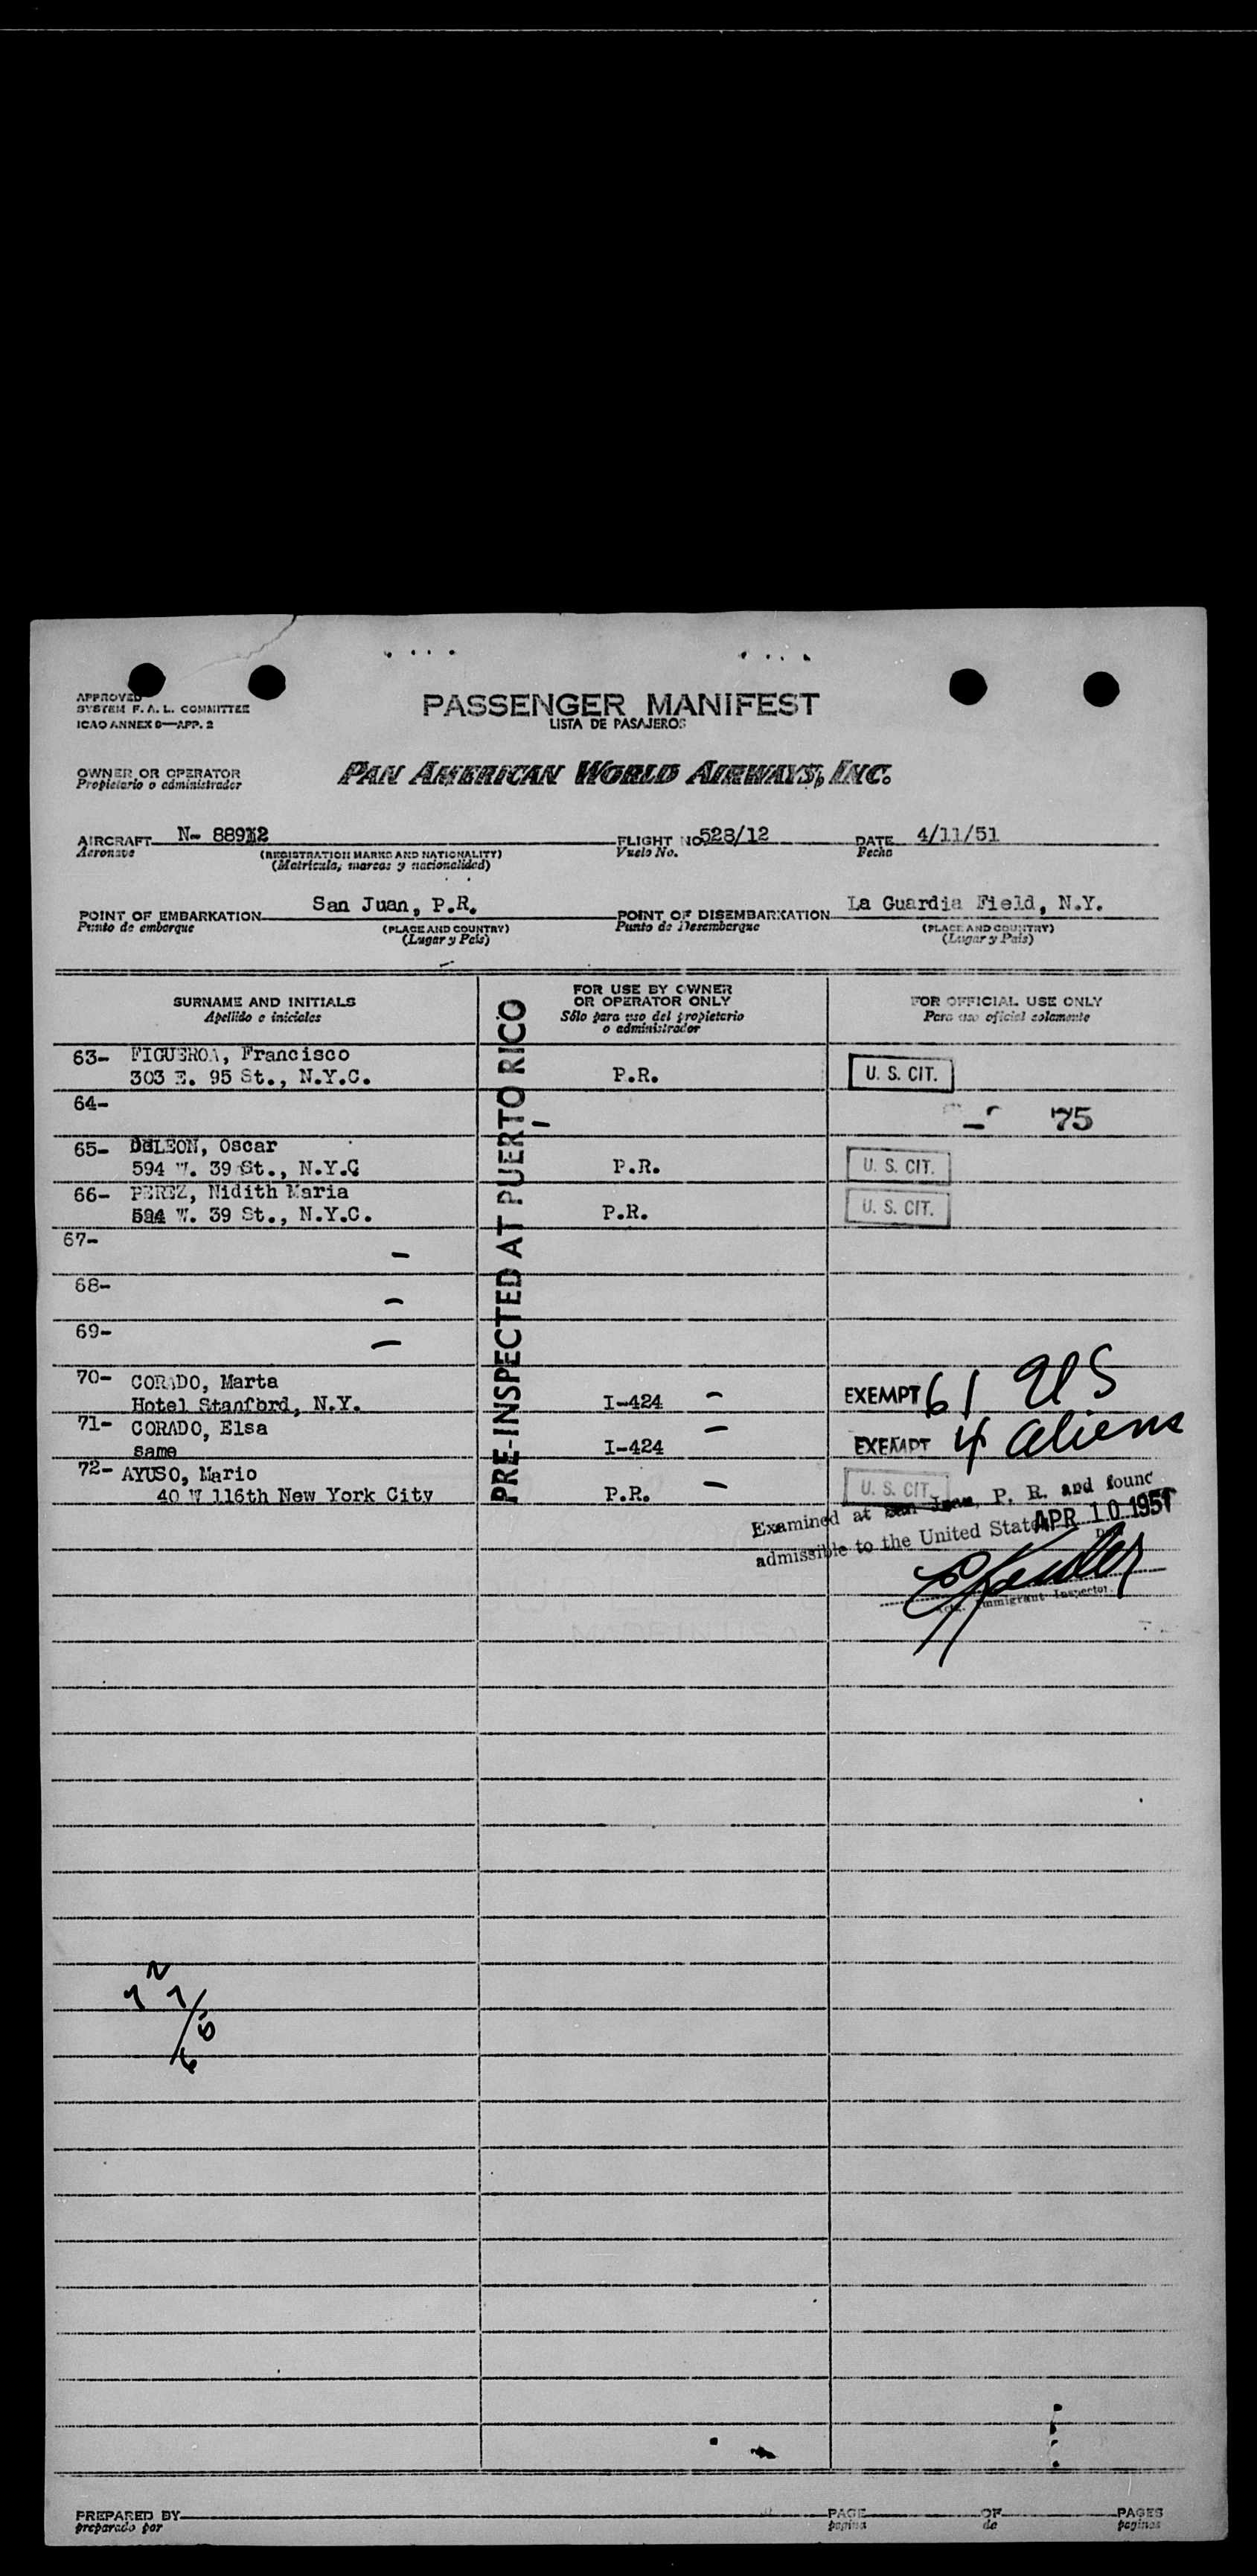 APPROVED
SYSTEM F. A. L. COMMITTEE
ICAO ANNEX 9—APP. 2
PASSENGER MANIFEST
LISTA DE PASAJEROS
OWNER OR OPERATOR
Propietario o administrador
PAN AMERICAN WORLD AIRWAYS, INC.
AIRCRAFT N- 88912 FLIGHT NO 528/12 DATE 4/11/51
Aeronave (REGISTRATION MARKS AND NATIONALITY) Vuelo No. Fecha
(Matricula, marcas y nacionalidad)
POINT OF EMBARKATION San Juan, P.R. POINT OF DISEMBARKATION La Guardia Field, N.Y.
Punto de embarque (PLACE AND COUNTRY) Punto de Desembarque (PLACE AND COUNTRY)
(Lugar y Pais) (Lugar y Pais)
SURNAME AND INITIALS
Apellido e iniciales
FOR USE BY OWNER
OR OPERATOR ONLY
Sólo para uso del propietario
o administrador
FOR OFFICIAL USE ONLY
Para uso oficial solamente
PRE-INSPECTED AT PUERTO RICO
63- FIGUEROA, Francisco
303 E. 95 St., N.Y.C. P.R. U. S. CIT.
64- 75
65- DeLEON, Oscar
594 W. 39 St., N.Y.C P.R. U. S. CIT.
66- PEREZ, Nidith Maria
594 W. 39 St., N.Y.C. P.R. U. S. CIT.
67-
68-
69-
70- CORADO, Marta
Hotel Stanford, N.Y. I-424 EXEMPT 61 US
71- CORADO, Elsa
same I-424 EXEMPT 4 aliens
72- AYUSO, Mario
40 W 116th New York City P.R. U. S. CIT.
Examined at San Juan, P. R. and found
admissible to the United States APR 10 1951
Immigrant Inspector.
PREPARED BY PAGE OF PAGES
preparado por pagina de paginas